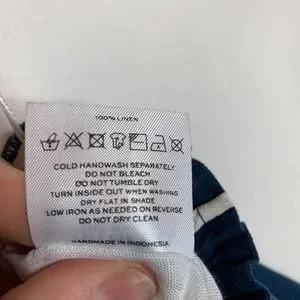 100% LINEN
COLD HANDWASH SEPARATELY
DO NOT BLEACH
DO NOT TUMBLE DRY
TURN INSIDE OUT WHEN WASHING
DRY FLAT IN SHADE
LOW IRON AS NEEDED ON REVERSE
DO NOT DRY CLEAN
HANDMADE IN INDONESIA